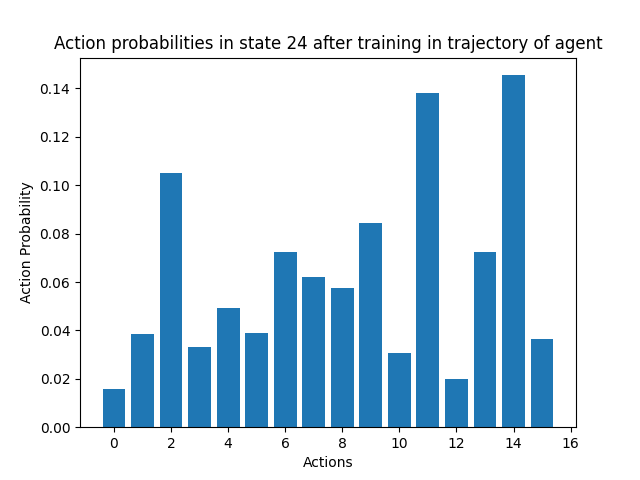 Action probabilities in state 24 after training in trajectory of agent
0.14
0.12
0.10
0.08
0.06
0.04
0.02
0.00
Action Probability
0 2 4 6 8 10 12 14 16
Actions